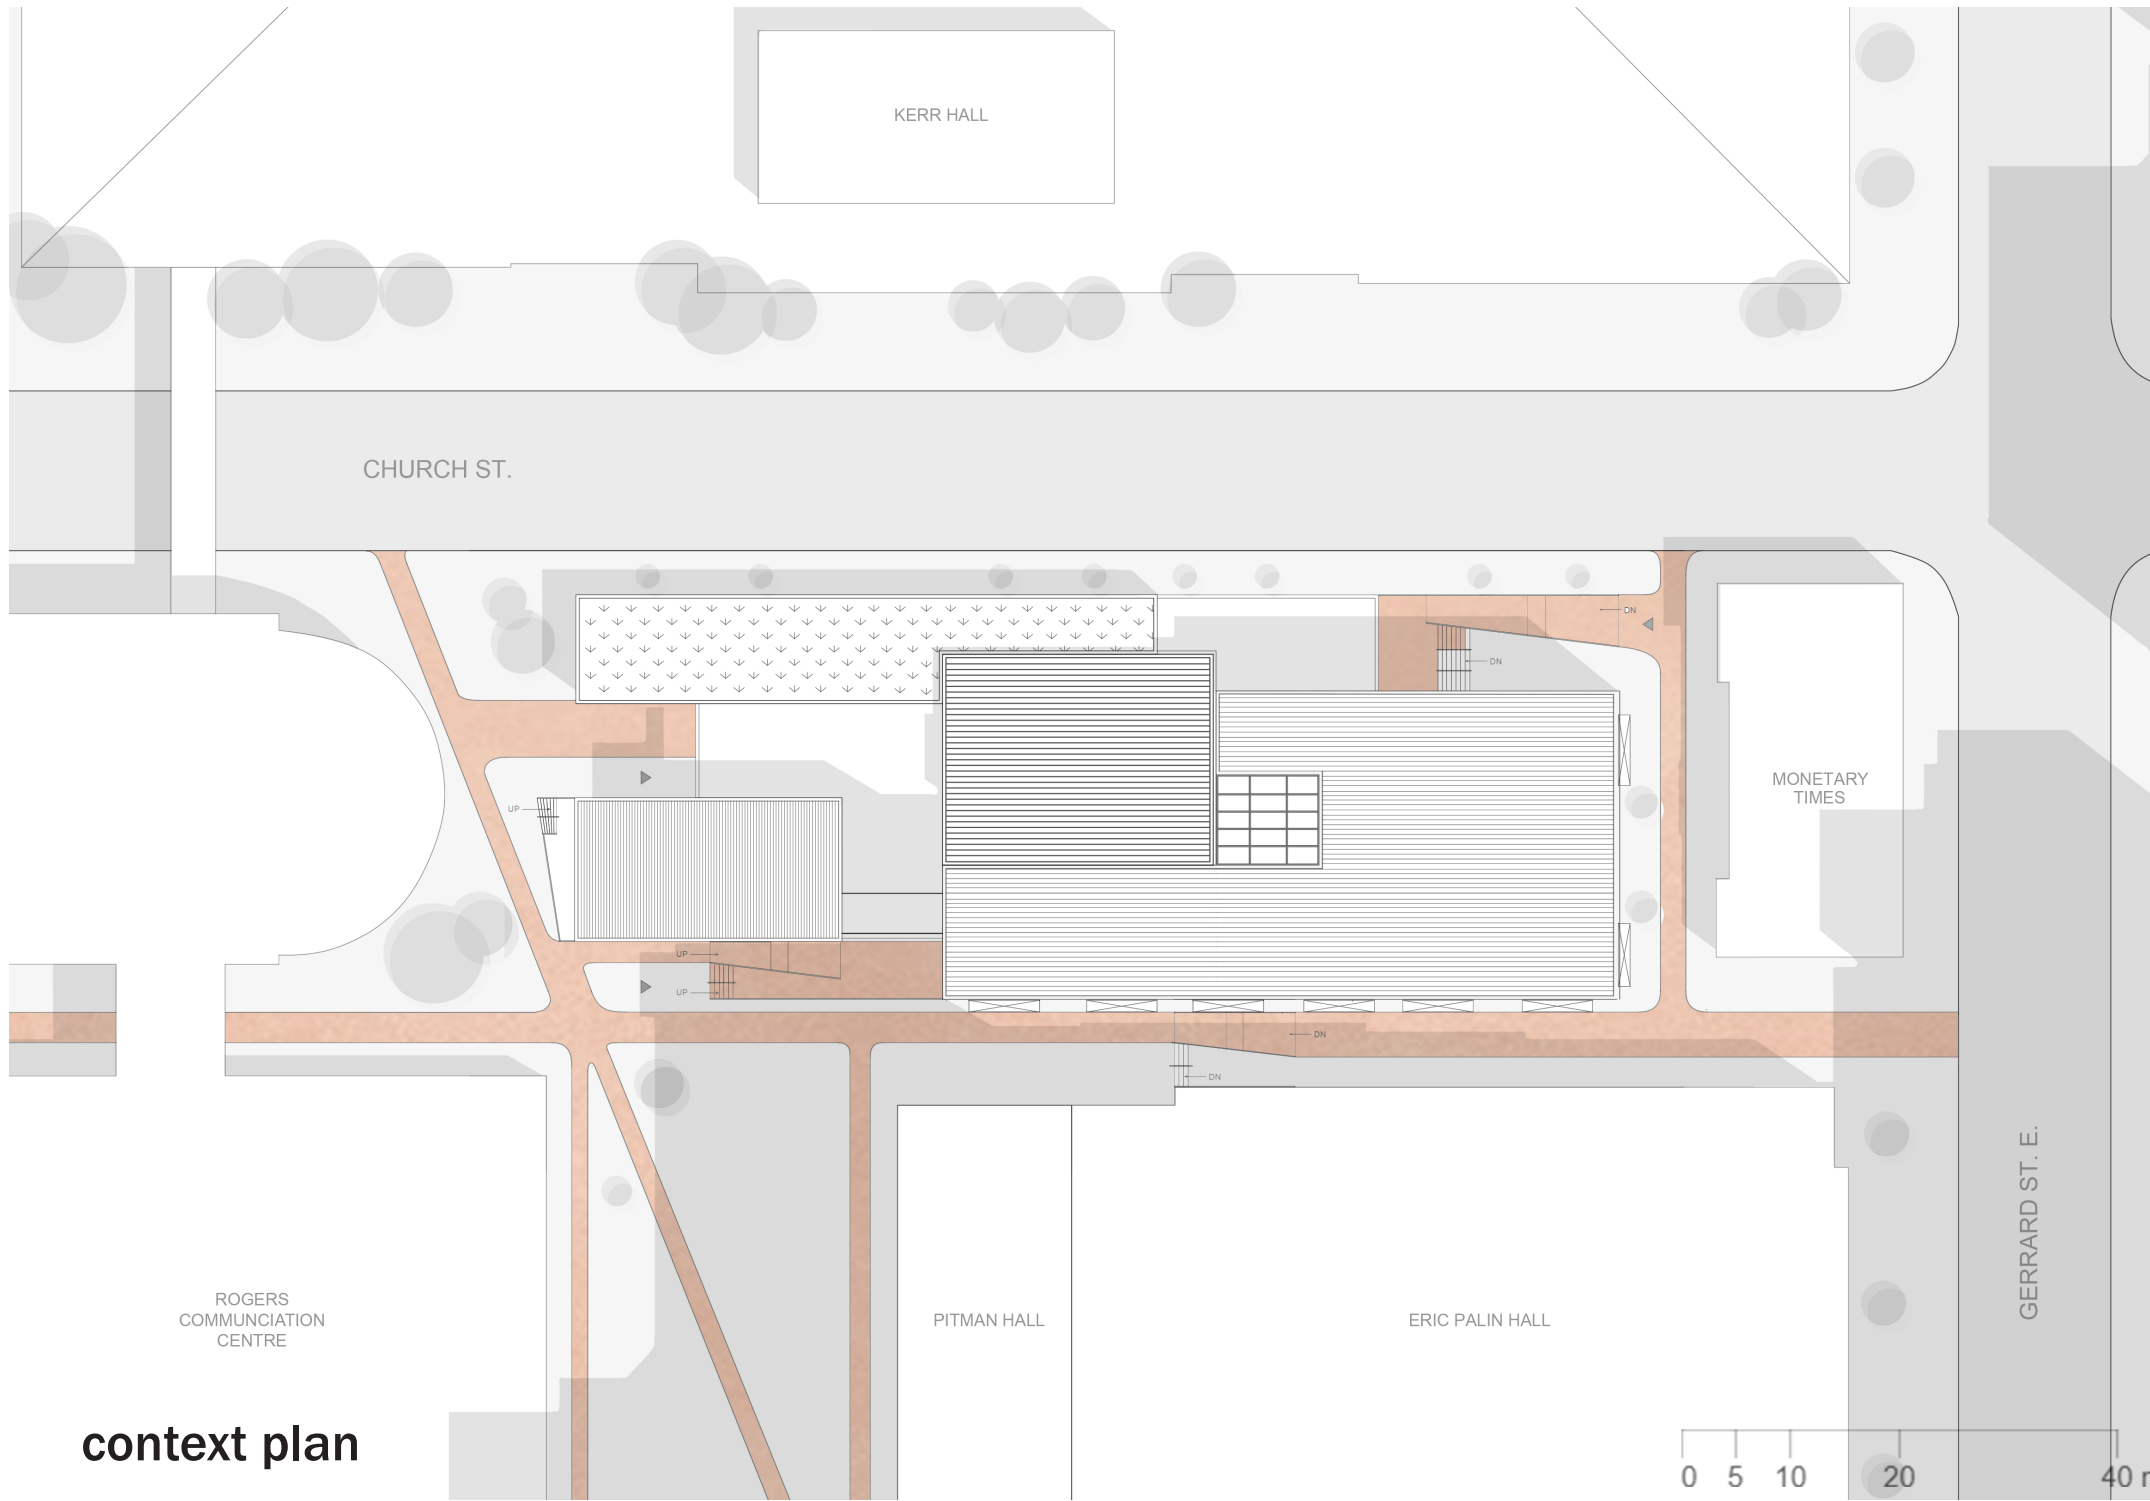 KERR HALL
CHURCH ST.
DN
DN
MONETARY
TIMES
UP
UP
UP
DN
DN
GERRARD ST. E.
ROGERS
COMMUNCIATION
CENTRE
PITMAN HALL
ERIC PALIN HALL
context plan
0 5 10 20 40